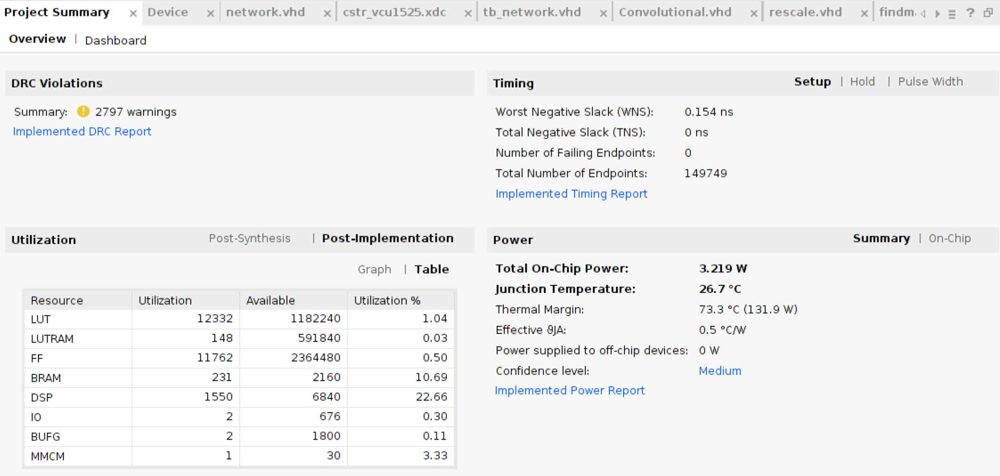 Project Summary × Device × network.vhd × cstr_vcu1525.xdc × tb_network.vhd × Convolutional.vhd × rescale.vhd × findm ?
Overview | Dashboard
DRC Violations
Summary: ! 2797 warnings
Implemented DRC Report
Timing Setup | Hold | Pulse Width
Worst Negative Slack (WNS): 0.154 ns
Total Negative Slack (TNS): 0 ns
Number of Failing Endpoints: 0
Total Number of Endpoints: 149749
Implemented Timing Report
Utilization Post-Synthesis | Post-Implementation
Graph | Table
Resource Utilization Available Utilization %
LUT 12332 1182240 1.04
LUTRAM 148 591840 0.03
FF 11762 2364480 0.50
BRAM 231 2160 10.69
DSP 1550 6840 22.66
IO 2 676 0.30
BUFG 2 1800 0.11
MMCM 1 30 3.33
Power Summary | On-Chip
Total On-Chip Power: 3.219 W
Junction Temperature: 26.7 °C
Thermal Margin: 73.3 °C (131.9 W)
Effective ϑJA: 0.5 °C/W
Power supplied to off-chip devices: 0 W
Confidence level: Medium
Implemented Power Report